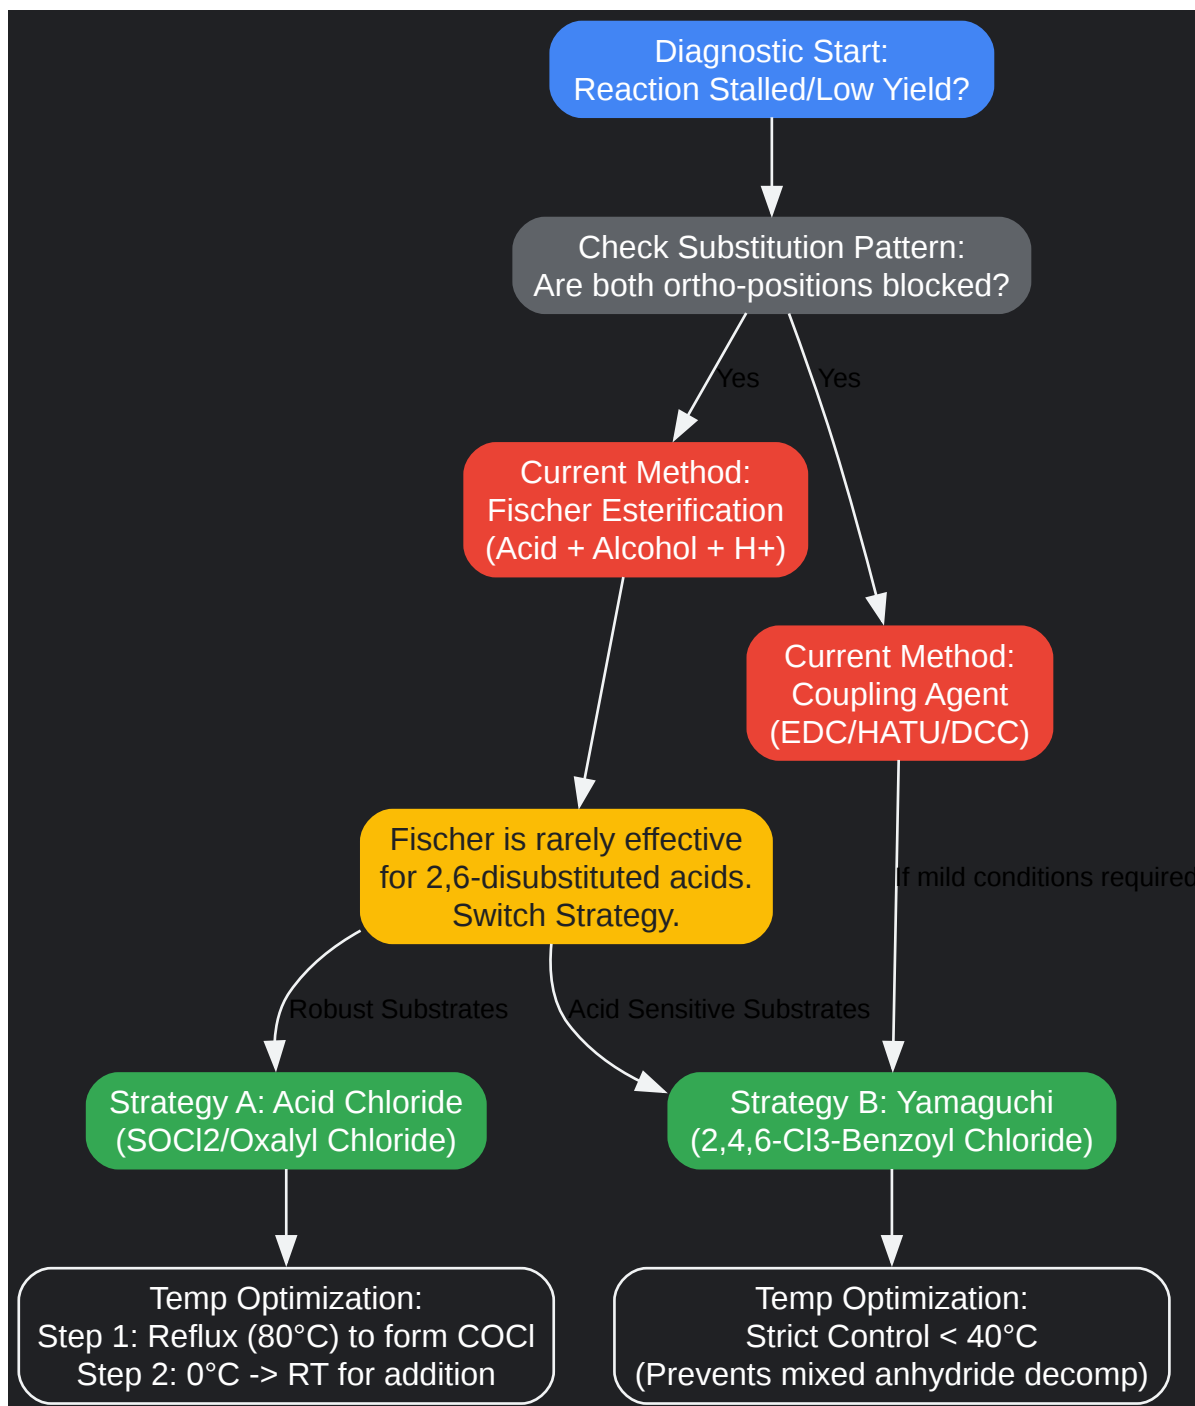 Diagnostic Start:
Reaction Stalled/Low Yield?
Check Substitution Pattern:
Are both ortho-positions blocked?
Yes
Yes
Current Method:
Fischer Esterification
(Acid + Alcohol + H+)
Current Method:
Coupling Agent
(EDC/HATU/DCC)
Fischer is rarely effective
for 2,6-disubstituted acids.
Switch Strategy.
If mild conditions required
Robust Substrates
Acid Sensitive Substrates
Strategy A: Acid Chloride
(SOCl2/Oxalyl Chloride)
Strategy B: Yamaguchi
(2,4,6-Cl3-Benzoyl Chloride)
Temp Optimization:
Step 1: Reflux (80°C) to form COCl
Step 2: 0°C -> RT for addition
Temp Optimization:
Strict Control < 40°C
(Prevents mixed anhydride decomp)